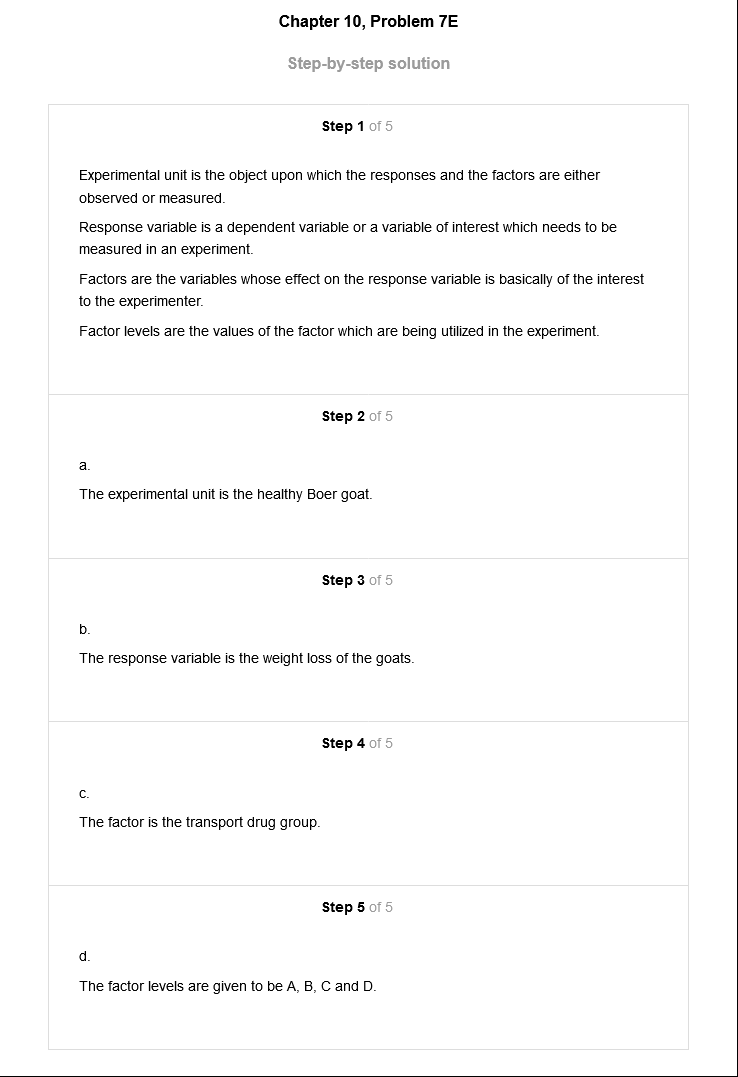 Chapter 10, Problem 7E
Step-by-step solution
Step 1 of 5
Experimental unit is the object upon which the responses and the factors are either
observed or measured.
Response variable is a dependent variable or a variable of interest which needs to be
measured in an experiment.
Factors are the variables whose effect on the response variable is basically of the interest
to the experimenter.
Factor levels are the values of the factor which are being utilized in the experiment.
Step 2 of 5
a.
The experimental unit is the healthy Boer goat.
Step 3 of 5
b.
The response variable is the weight loss of the goats.
Step 4 of 5
c.
The factor is the transport drug group.
Step 5 of 5
d.
The factor levels are given to be A, B, C and D.